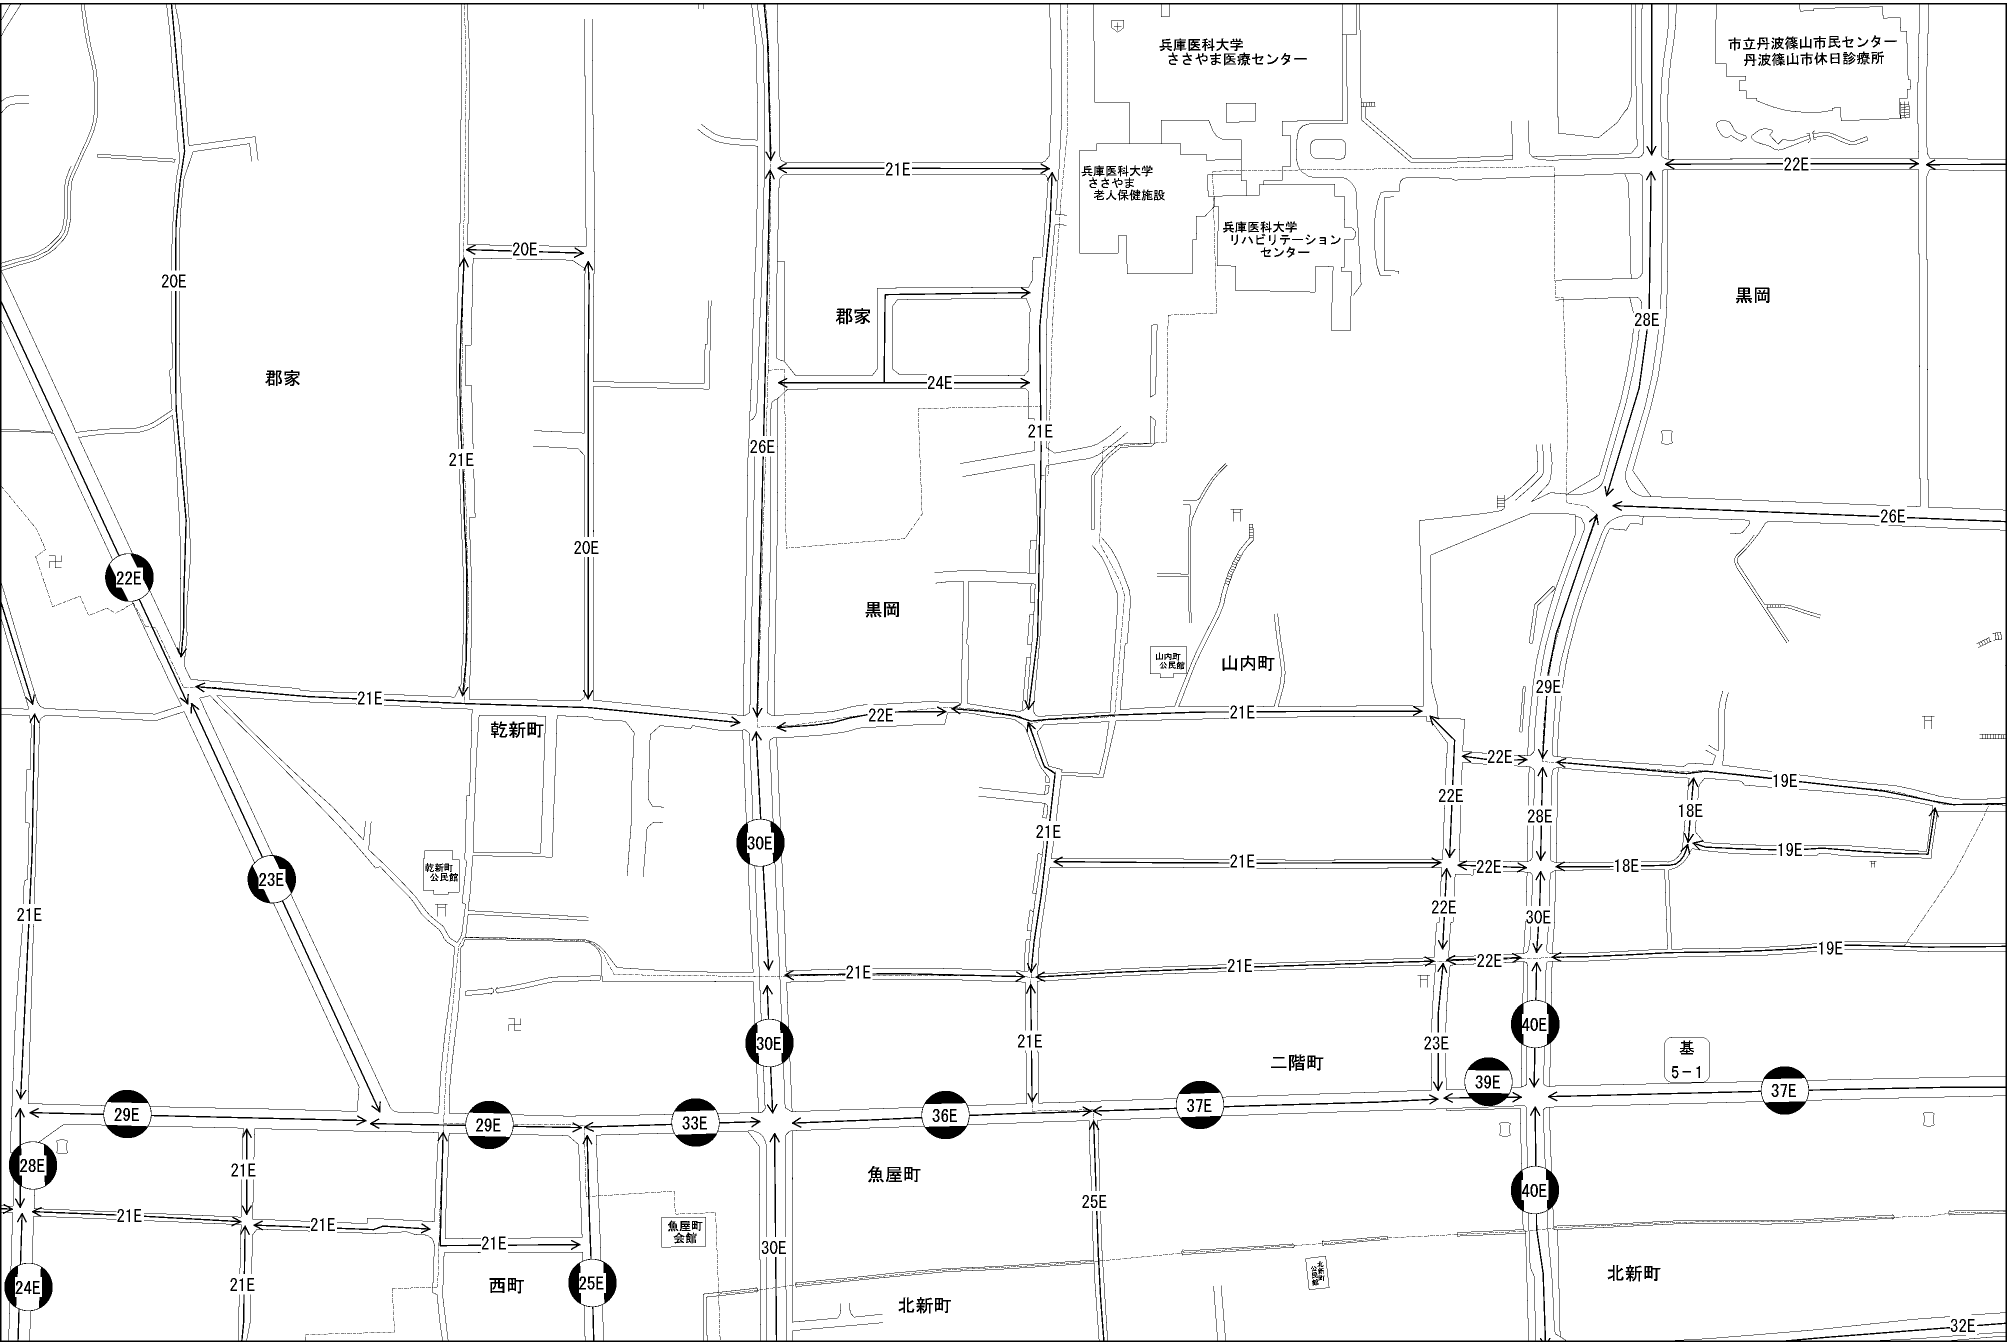 兵庫医科大学
ささやま医療センター
市立丹波篠山市民センター
丹波篠山市休日診療所
兵庫医科大学
ささやま
老人保健施設
21E
22E
兵庫医科大学
リハビリテーション
センター
20E
20E
黒岡
郡家
28E
郡家
24E
21E
26E
21E
26E
20E
22E
黒岡
山内町
公民館
山内町
29E
21E
22E
21E
乾新町
22E
19E
22E
28E
18E
21E
30E
19E
21E
22E
18E
乾新町
公民館
23E
21E
22E
30E
19E
21E
21E
22E
40E
30E
21E
23E
二階町
基
5-1
39E
37E
37E
29E
36E
33E
29E
28E
21E
魚屋町
40E
25E
21E
21E
魚屋町
会館
21E
30E
北新町
公民館
北新町
24E
21E
西町
25E
北新町
32E